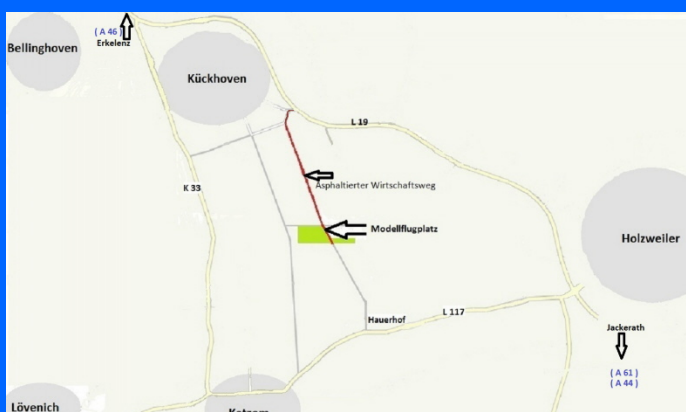 ( A 46 )
Erkelenz
Bellinghoven
Kückhoven
L 19
K 33
Asphaltierter Wirtschaftsweg
Modellflugplatz
Holzweiler
L 117
Hauerhof
Jackerath
( A 61 )
( A 44 )
Lövenich